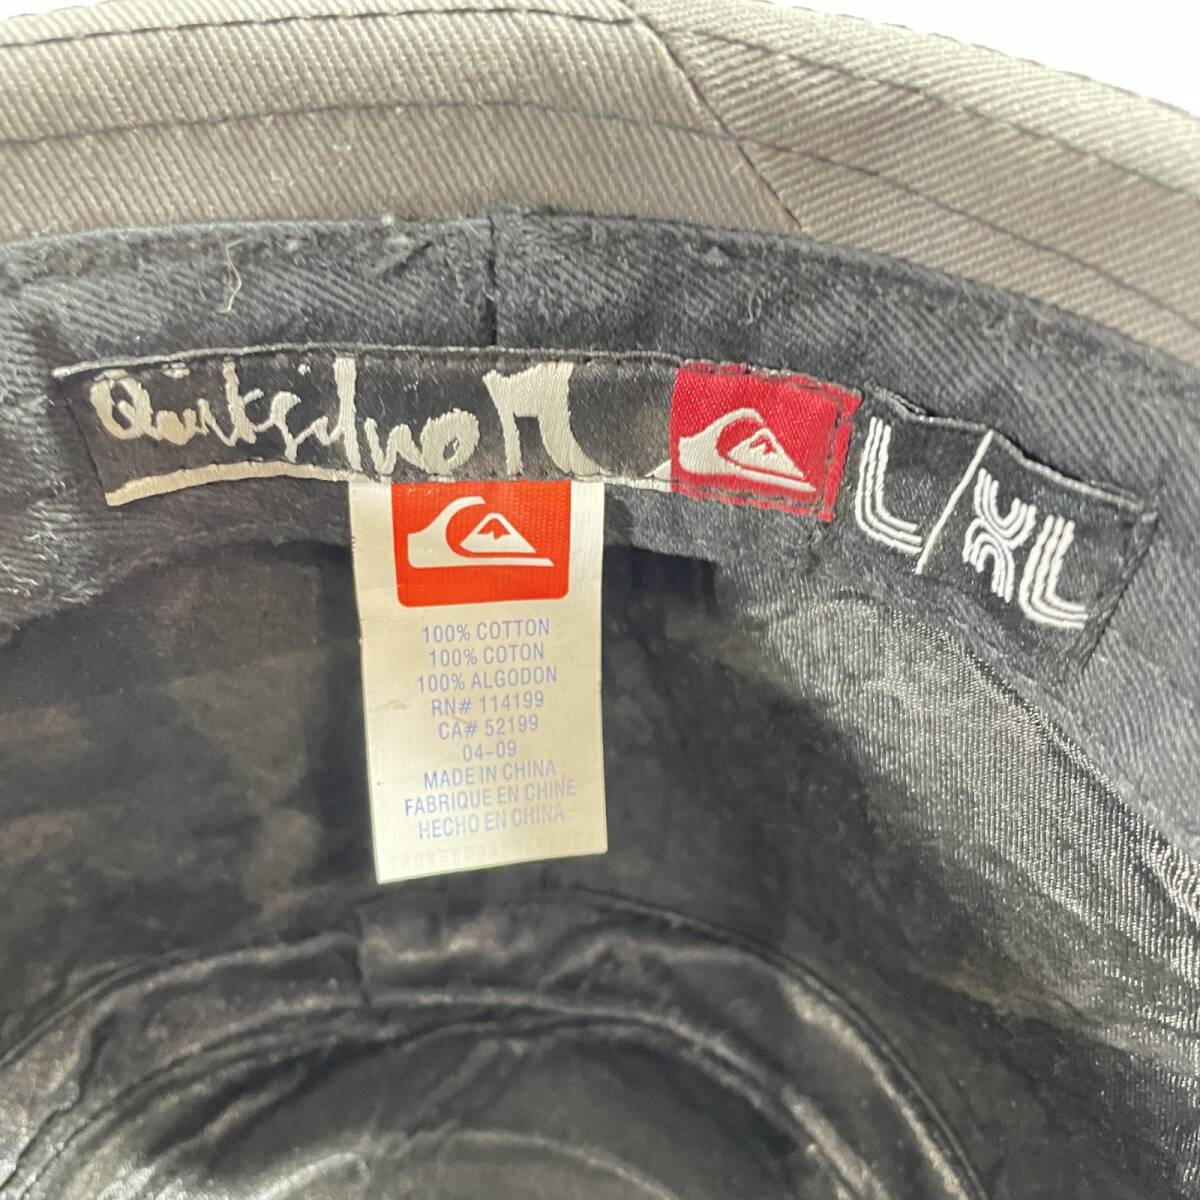 Quiksilver
L/XL
100% COTTON
100% COTON
100% ALGODON
RN# 114199
CA# 52199
04-09
MADE IN CHINA
FABRIQUE EN CHINE
HECHO EN CHINA